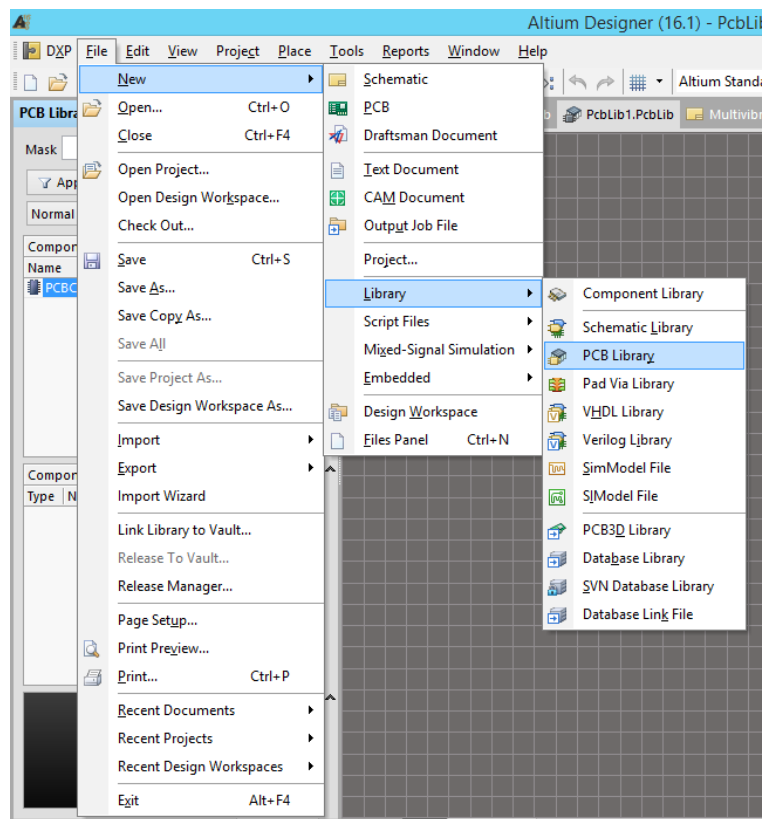 Altium Designer (16.1) - PcbLib
DXP File Edit View Project Place Tools Reports Window Help
Altium Standa
PCB Libra
PcbLib1.PcbLib
Multivib
Mask
App
Normal
Compon
Name
PCBC
Compon
Type N
New
Open... Ctrl+O
Close Ctrl+F4
Open Project...
Open Design Workspace...
Check Out...
Save Ctrl+S
Save As...
Save Copy As...
Save All
Save Project As...
Save Design Workspace As...
Import
Export
Import Wizard
Link Library to Vault...
Release To Vault...
Release Manager...
Page Setup...
Print Preview...
Print... Ctrl+P
Recent Documents
Recent Projects
Recent Design Workspaces
Exit Alt+F4
Schematic
PCB
Draftsman Document
Text Document
CAM Document
Output Job File
Project...
Library
Script Files
Mixed-Signal Simulation
Embedded
Design Workspace
Files Panel Ctrl+N
Component Library
Schematic Library
PCB Library
Pad Via Library
VHDL Library
Verilog Library
SimModel File
SIModel File
PCB3D Library
Database Library
SVN Database Library
Database Link File